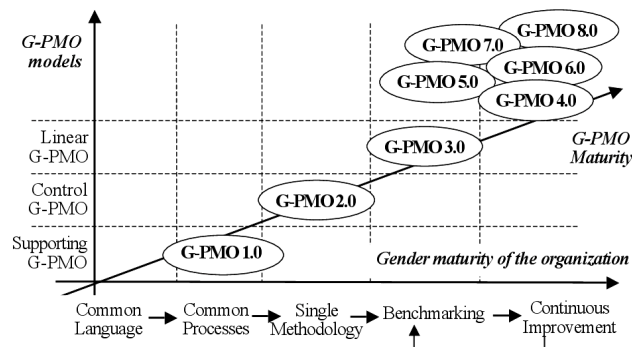 G-PMO
models
G-PMO 8.0
G-PMO 7.0
G-PMO 6.0
G-PMO 5.0
G-PMO 4.0
Linear
G-PMO
G-PMO 3.0
G-PMO
Maturity
Control
G-PMO
G-PMO 2.0
Supporting
G-PMO
G-PMO 1.0
Gender maturity of the organization
Common
Language
Common
Processes
Single
Methodology
Benchmarking
Continuous
Improvement